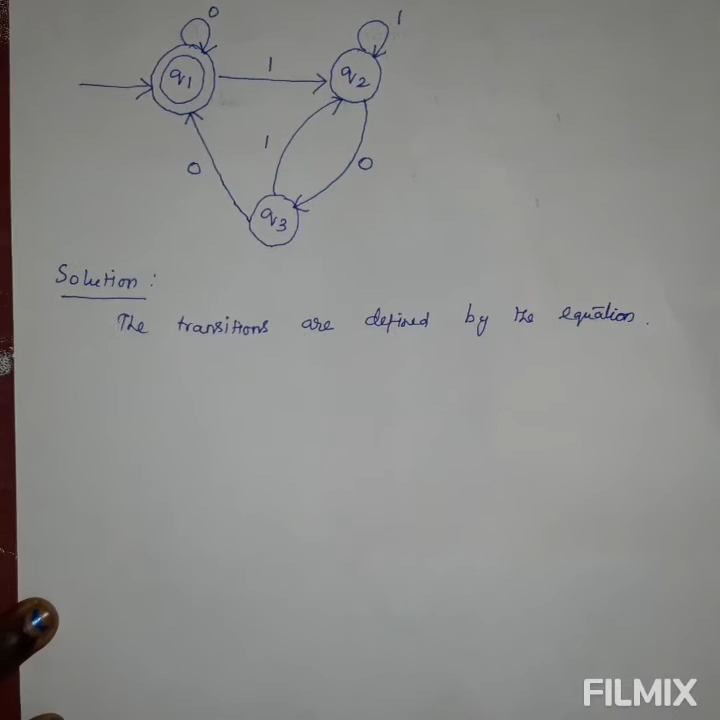 0
1
q1
1
q2
1
0
0
q3
Solution :
The transitions are defined by the equation.
FILMIX